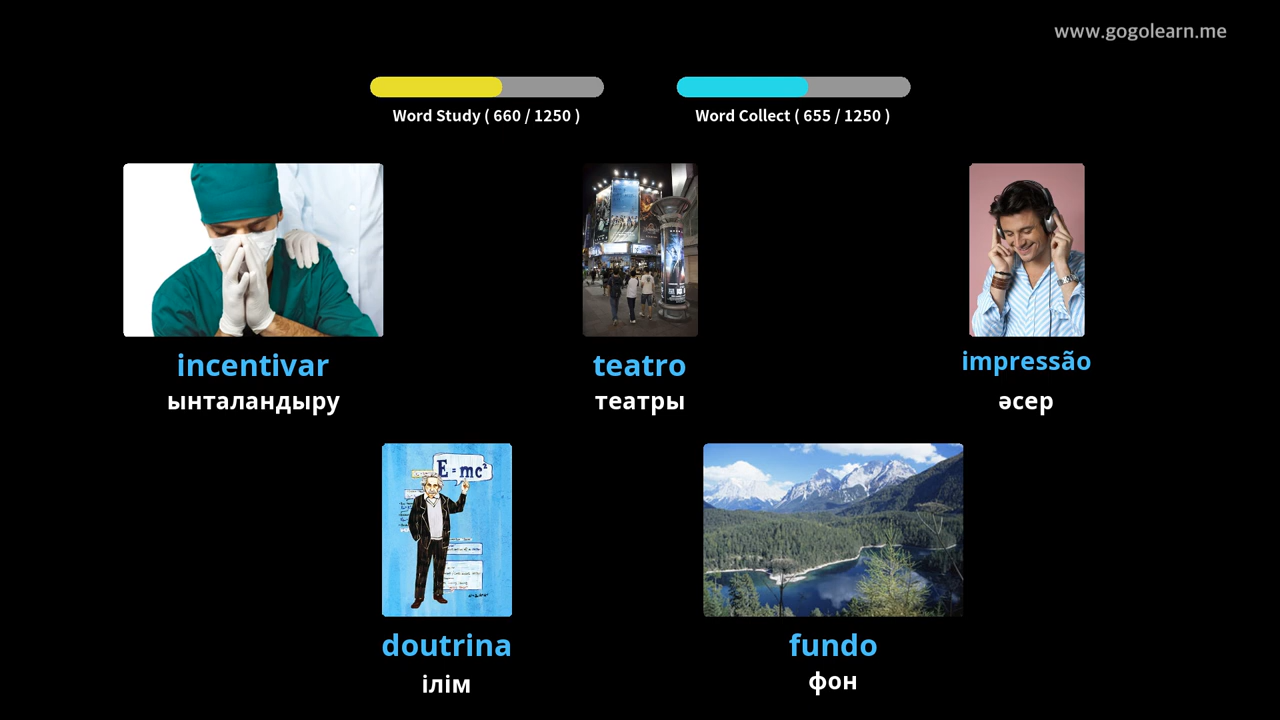 www.gogolearn.me
Word Study ( 660 / 1250 )
Word Collect ( 655 / 1250 )
incentivar
ынталандыру
teatro
театры
impressão
әсер
E=mc²
doutrina
ілім
fundo
фон